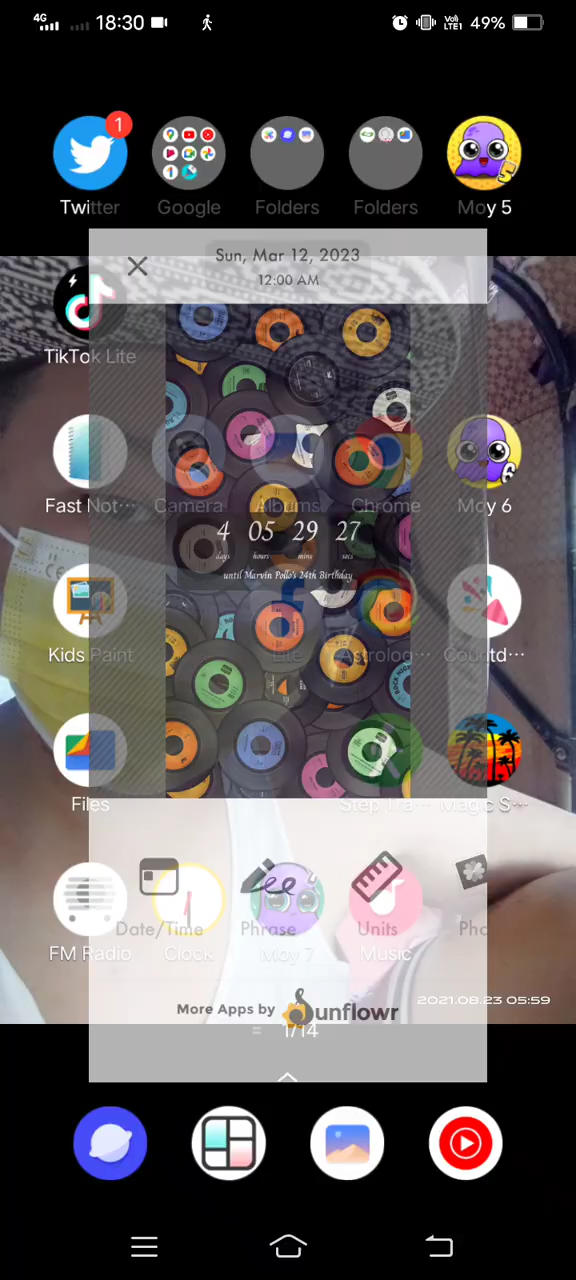 4G 18:30 VoI) LTE1 49%
1
Twitter Google Folders Folders Moy 5
Sun, Mar 12, 2023
12:00 AM
TikTok Lite
Fast Not··· Camera Albums Chrome Moy 6
4 05 29 27
days hours mins secs
until Marvin Pollo's 24th Birthday
Kids Paint Lite Astrolog··· Countd···
Files Step Tra··· Magic S···
Date/Time Phrase Units Pho
FM Radio Clock Moy 7 Music
2021.08.23 05:59
More Apps by Sunflowr
1/14